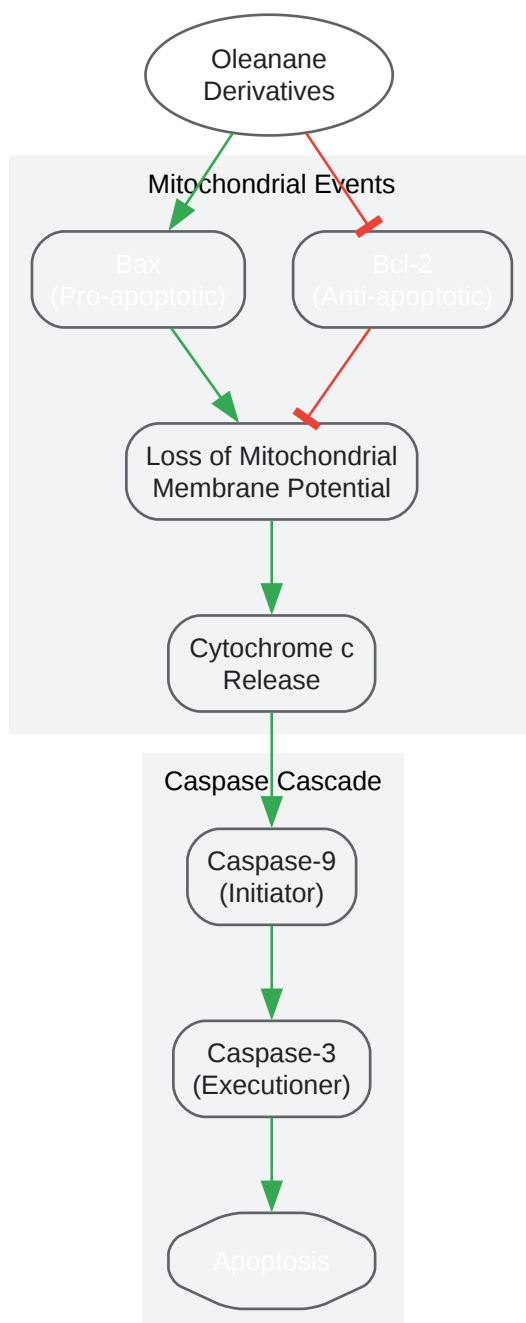 Oleanane
Derivatives
Mitochondrial Events
Bax
(Pro-apoptotic)
Bcl-2
(Anti-apoptotic)
Loss of Mitochondrial
Membrane Potential
Cytochrome c
Release
Caspase Cascade
Caspase-9
(Initiator)
Caspase-3
(Executioner)
Apoptosis